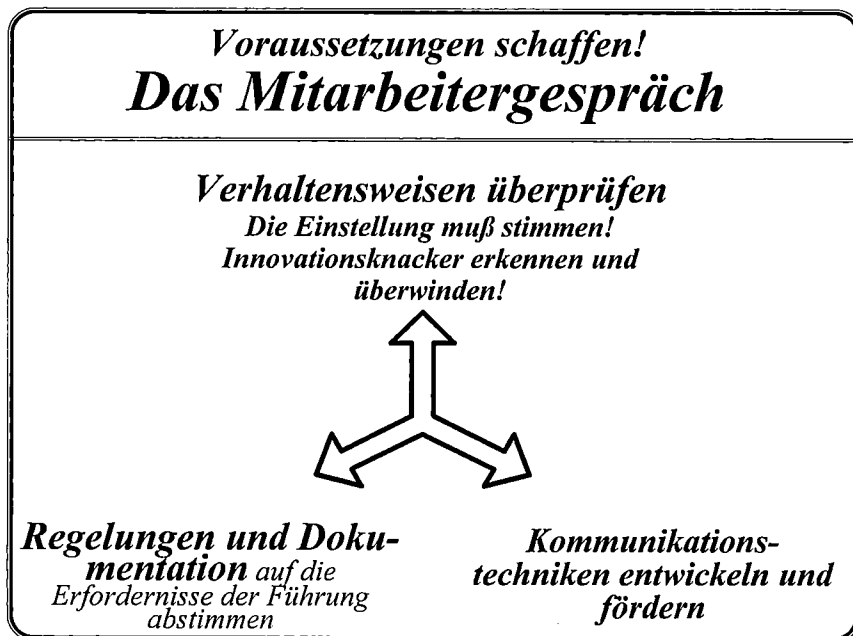 Voraussetzungen schaffen!
Das Mitarbeitergespräch
Verhaltensweisen überprüfen
Die Einstellung muß stimmen!
Innovationsknacker erkennen und
überwinden!
Regelungen und Doku-
mentation auf die
Erfordernisse der Führung
abstimmen
Kommunikations-
techniken entwickeln und
fördern